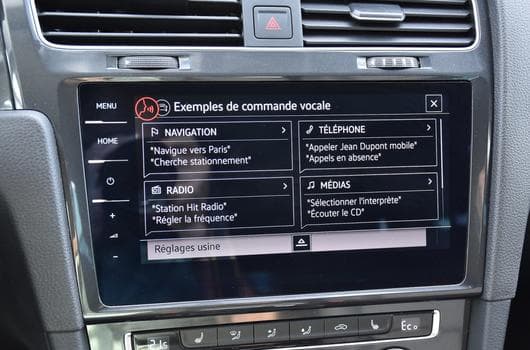 MENU
Exemples de commande vocale
HOME
NAVIGATION
"Navigue vers Paris"
"Cherche stationnement"
TÉLÉPHONE
"Appeler Jean Dupont mobile"
"Appels en absence"
RADIO
"Station Hit Radio"
"Régler la fréquence"
MÉDIAS
"Sélectionner l'interprète"
"Écouter le CD"
Réglages usine
Eco